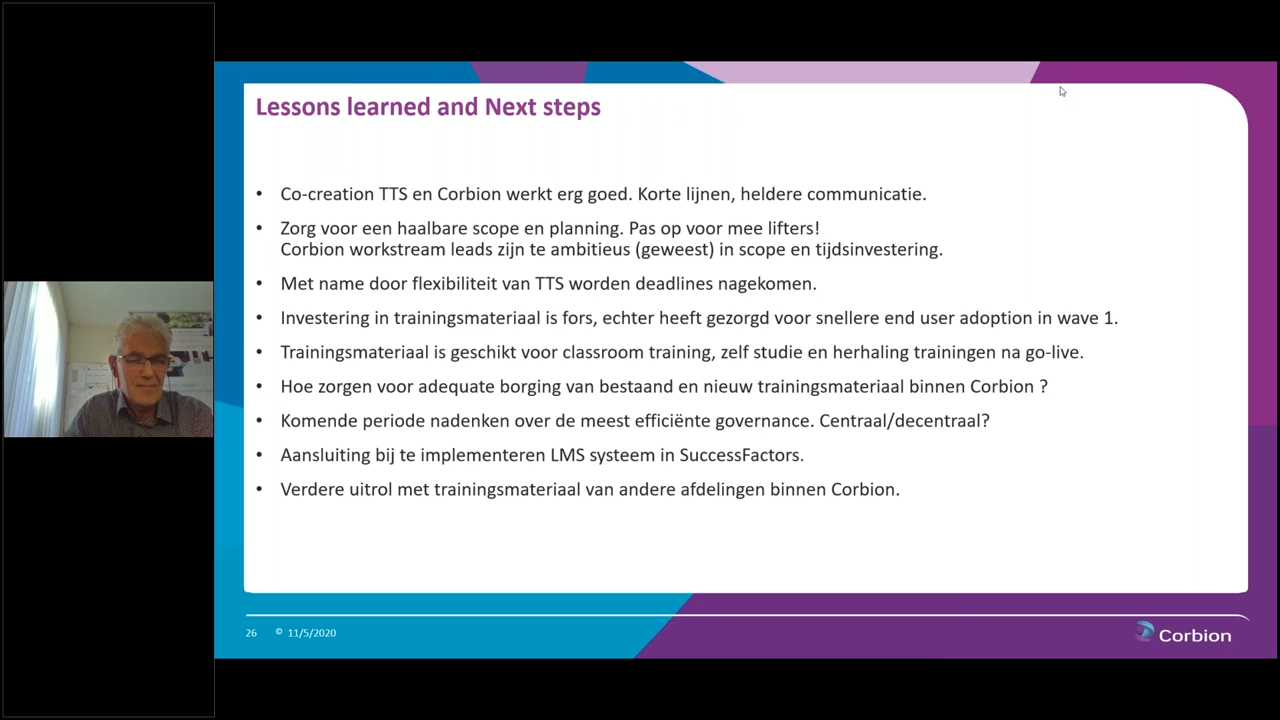 Lessons learned and Next steps
• Co-creation TTS en Corbion werkt erg goed. Korte lijnen, heldere communicatie.
• Zorg voor een haalbare scope en planning. Pas op voor mee lifters!
Corbion workstream leads zijn te ambitieus (geweest) in scope en tijdsinvestering.
• Met name door flexibiliteit van TTS worden deadlines nagekomen.
• Investering in trainingsmateriaal is fors, echter heeft gezorgd voor snellere end user adoption in wave 1.
• Trainingsmateriaal is geschikt voor classroom training, zelf studie en herhaling trainingen na go-live.
• Hoe zorgen voor adequate borging van bestaand en nieuw trainingsmateriaal binnen Corbion ?
• Komende periode nadenken over de meest efficiënte governance. Centraal/decentraal?
• Aansluiting bij te implementeren LMS systeem in SuccessFactors.
• Verdere uitrol met trainingsmateriaal van andere afdelingen binnen Corbion.
26 © 11/5/2020
Corbion